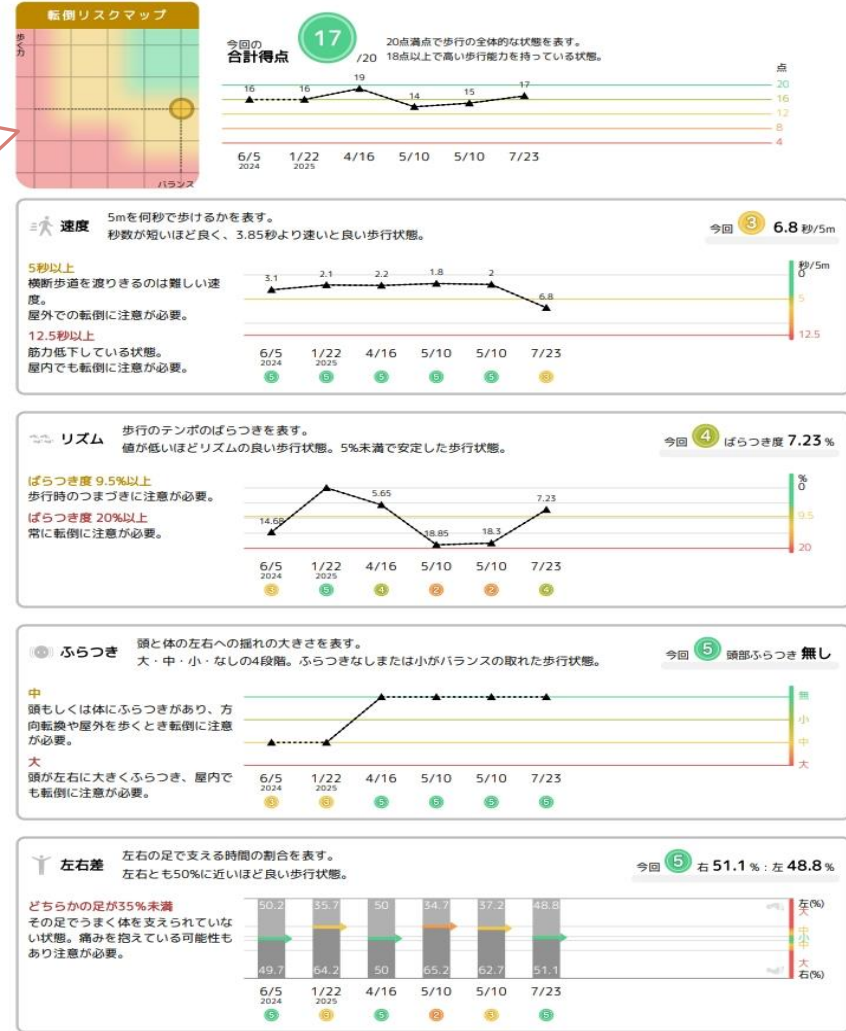 転倒リスクマップ
歩く力
バランス
今回の
合計得点
17
/20
20点満点で歩行の全体的な状態を表す。
18点以上で高い歩行能力を持っている状態。
点
16 16 19 14 15 17
20
16
12
8
4
6/5 1/22 4/16 5/10 5/10 7/23
2024 2025
速度
5mを何秒で歩けるかを表す。
秒数が短いほど良く、3.85秒より速いと良い歩行状態。
今回 3 6.8 秒/5m
5秒以上
横断歩道を渡りきるのは難しい速
度。
屋外での転倒に注意が必要。
12.5秒以上
筋力低下している状態。
屋内でも転倒に注意が必要。
3.1 2.1 2.2 1.8 2 6.8
秒/5m
0
5
12.5
6/5 1/22 4/16 5/10 5/10 7/23
2024 2025
5 5 5 5 5 3
リズム
歩行のテンポのばらつきを表す。
値が低いほどリズムの良い歩行状態。5%未満で安定した歩行状態。
今回 4 ばらつき度 7.23 %
ばらつき度 9.5%以上
歩行時のつまづきに注意が必要。
ばらつき度 20%以上
常に転倒に注意が必要。
14.68 5.65 18.85 18.3 7.23
%
0
9.5
20
6/5 1/22 4/16 5/10 5/10 7/23
2024 2025
3 5 4 2 2 4
ふらつき
頭と体の左右への揺れの大きさを表す。
大・中・小・なしの4段階。ふらつきなしまたは小がバランスの取れた歩行状態。
今回 5 頭部ふらつき 無し
中
頭もしくは体にふらつきがあり、方
向転換や屋外を歩くとき転倒に注意
が必要。
大
頭が左右に大きくふらつき、屋内で
も転倒に注意が必要。
無
小
中
大
6/5 1/22 4/16 5/10 5/10 7/23
2024 2025
3 3 5 5 5 5
左右差
左右の足で支える時間の割合を表す。
左右とも50%に近いほど良い歩行状態。
今回 5 右 51.1 % : 左 48.8 %
どちらかの足が35%未満
その足でうまく体を支えられていな
い状態。痛みを抱えている可能性も
あり注意が必要。
50.2 35.7 50 34.7 37.2 48.8
49.7 64.2 50 65.2 62.7 51.1
左(%)
大
中
小
中
大
右(%)
6/5 1/22 4/16 5/10 5/10 7/23
2024 2025
5 3 5 2 3 5